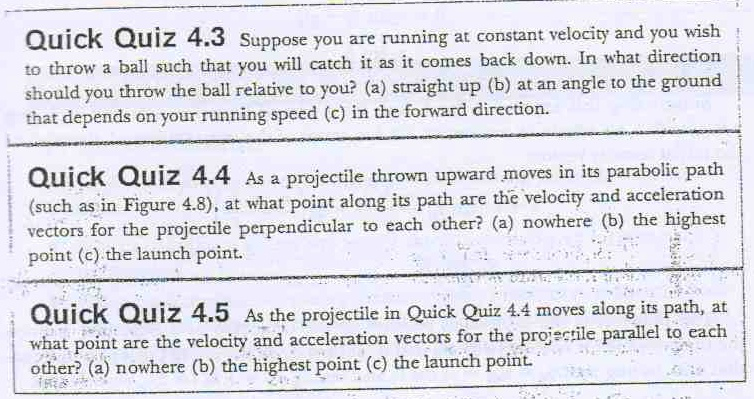 Quick Quiz 4.3 Suppose you are running at constant velocity and you wish
to throw a ball such that you will catch it as it comes back down. In what direction
should you throw the ball relative to you? (a) straight up (b) at an angle to the ground
that depends on your running speed (c) in the forward direction.
Quick Quiz 4.4 As a projectile thrown upward moves in its parabolic path
(such as in Figure 4.8), at what point along its path are the velocity and acceleration
vectors for the projectile perpendicular to each other? (a) nowhere (b) the highest
point (c) the launch point.
Quick Quiz 4.5 As the projectile in Quick Quiz 4.4 moves along its path, at
what point are the velocity and acceleration vectors for the projectile parallel to each
other? (a) nowhere (b) the highest point (c) the launch point.